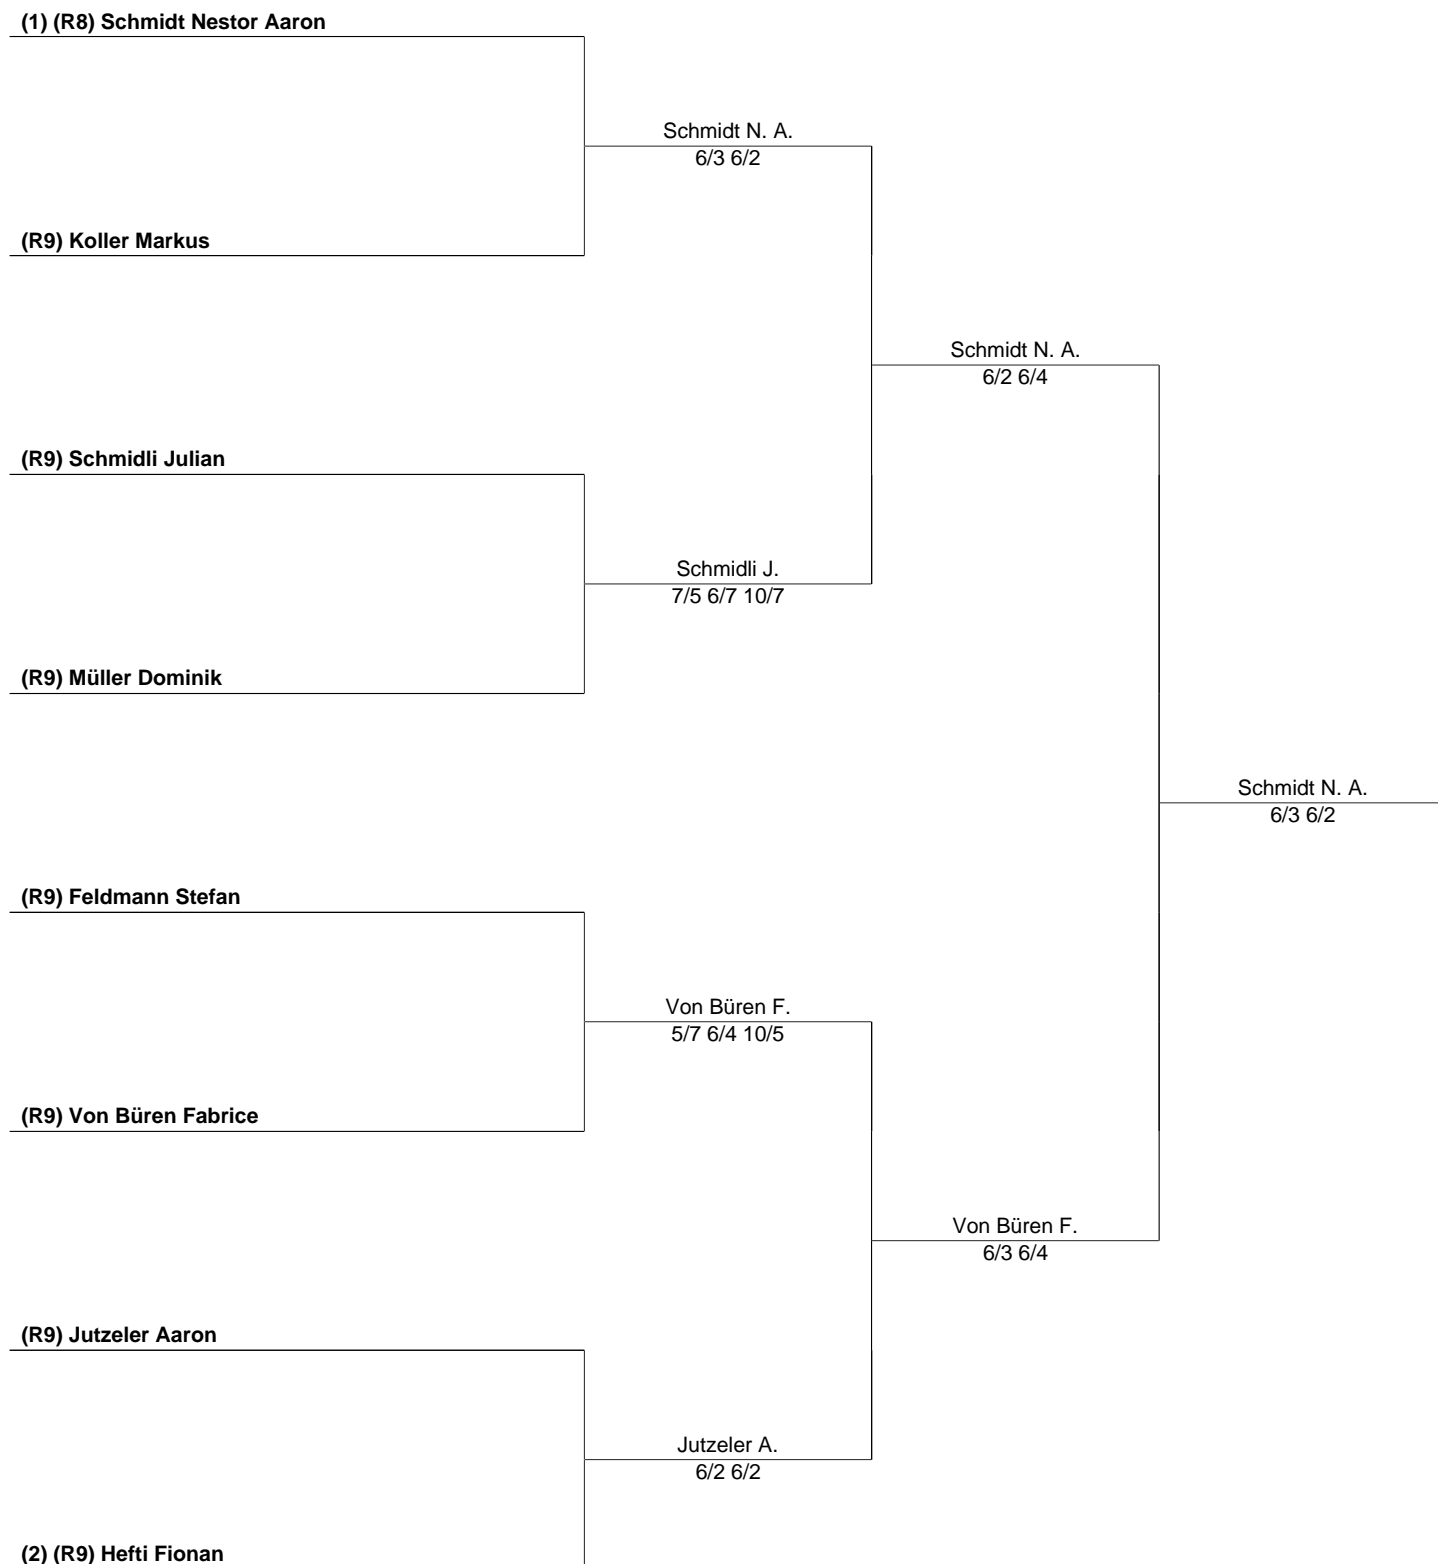 (1) (R8) Schmidt Nestor Aaron
Schmidt N. A.
6/3 6/2
(R9) Koller Markus
Schmidt N. A.
6/2 6/4
(R9) Schmidli Julian
Schmidli J.
7/5 6/7 10/7
(R9) Müller Dominik
Schmidt N. A.
6/3 6/2
(R9) Feldmann Stefan
Von Büren F.
5/7 6/4 10/5
(R9) Von Büren Fabrice
Von Büren F.
6/3 6/4
(R9) Jutzeler Aaron
Jutzeler A.
6/2 6/2
(2) (R9) Hefti Fionan